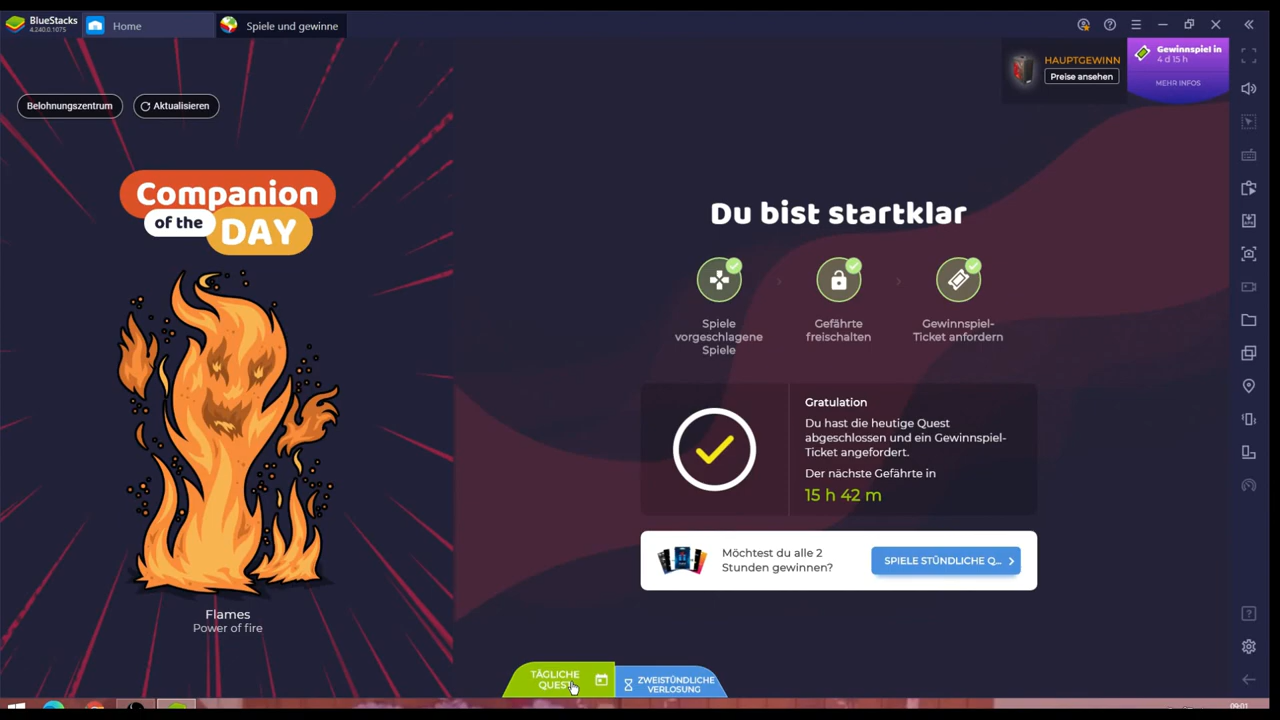 BlueStacks
4.240.0.1075
Home
Spiele und gewinne
HAUPTGEWINN
Preise ansehen
Gewinnspiel in
4 d 15 h
MEHR INFOS
Belohnungszentrum
Aktualisieren
Companion
of the
DAY
Flames
Power of fire
Du bist startklar
Spiele
vorgeschlagene
Spiele
Gefährte
freischalten
Gewinnspiel-
Ticket anfordern
Gratulation
Du hast die heutige Quest
abgeschlossen und ein Gewinnspiel-
Ticket angefordert.
Der nächste Gefährte in
15 h 42 m
Möchtest du alle 2
Stunden gewinnen?
SPIELE STÜNDLICHE Q...
TÄGLICHE
QUEST
ZWEISTÜNDLICHE
VERLOSUNG
09:01